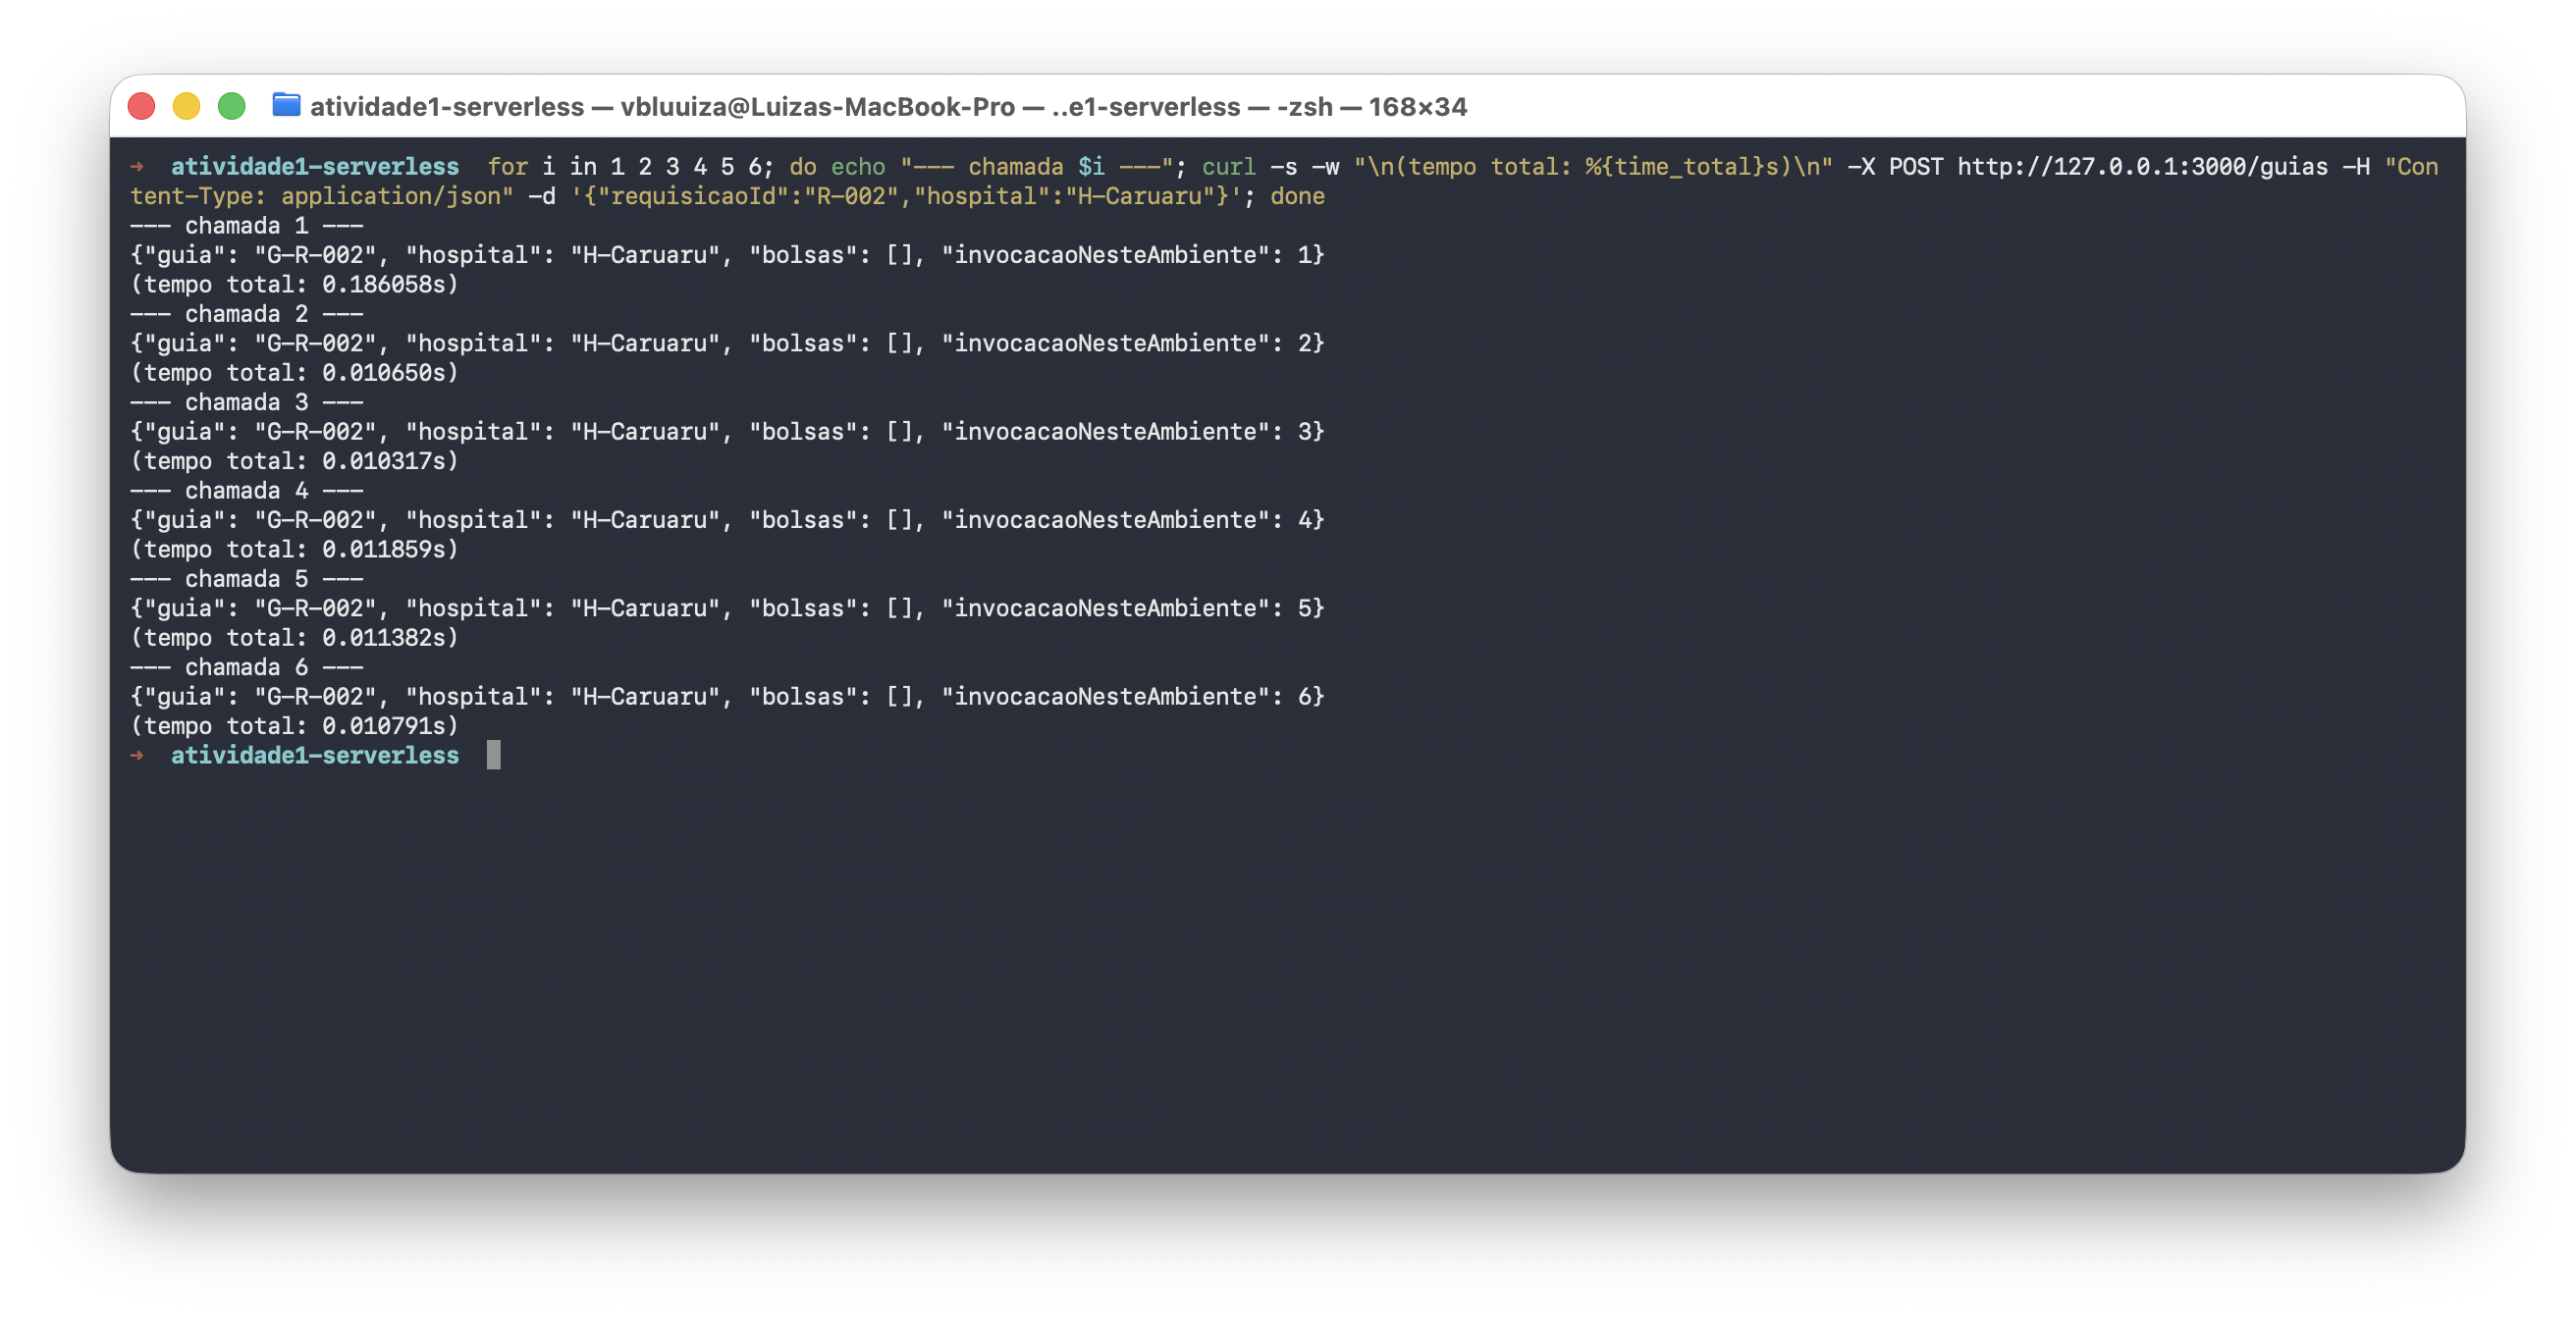 atividade1-serverless — vbluuiza@Luizas-MacBook-Pro — ..e1-serverless — -zsh — 168×34
➜  atividade1-serverless  for i in 1 2 3 4 5 6; do echo "--- chamada $i ---"; curl -s -w "\n(tempo total: %{time_total}s)\n" -X POST http://127.0.0.1:3000/guias -H "Con
tent-Type: application/json" -d '{"requisicaoId":"R-002","hospital":"H-Caruaru"}'; done
--- chamada 1 ---
{"guia": "G-R-002", "hospital": "H-Caruaru", "bolsas": [], "invocacaoNesteAmbiente": 1}
(tempo total: 0.186058s)
--- chamada 2 ---
{"guia": "G-R-002", "hospital": "H-Caruaru", "bolsas": [], "invocacaoNesteAmbiente": 2}
(tempo total: 0.010650s)
--- chamada 3 ---
{"guia": "G-R-002", "hospital": "H-Caruaru", "bolsas": [], "invocacaoNesteAmbiente": 3}
(tempo total: 0.010317s)
--- chamada 4 ---
{"guia": "G-R-002", "hospital": "H-Caruaru", "bolsas": [], "invocacaoNesteAmbiente": 4}
(tempo total: 0.011859s)
--- chamada 5 ---
{"guia": "G-R-002", "hospital": "H-Caruaru", "bolsas": [], "invocacaoNesteAmbiente": 5}
(tempo total: 0.011382s)
--- chamada 6 ---
{"guia": "G-R-002", "hospital": "H-Caruaru", "bolsas": [], "invocacaoNesteAmbiente": 6}
(tempo total: 0.010791s)
➜  atividade1-serverless